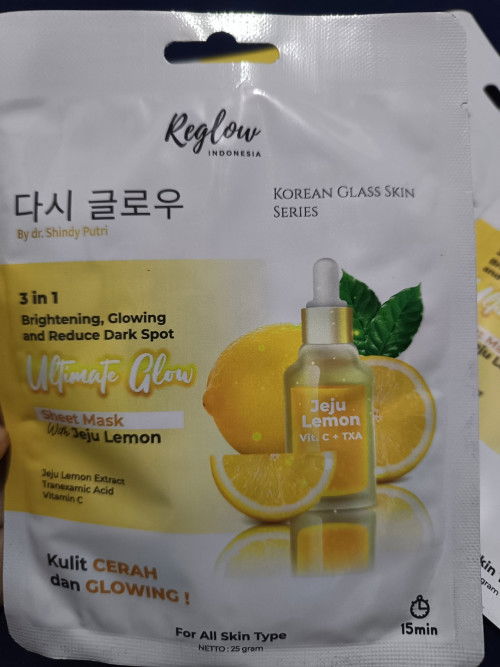 Reglow
INDONESIA
다시 글로우
By dr. Shindy Putri
KOREAN GLASS SKIN
SERIES
3 in 1
Brightening, Glowing
and Reduce Dark Spot
Ultimate Glow
Sheet Mask
With Jeju Lemon
Jeju Lemon Extract
Tranexamic Acid
Vitamin C
Jeju
Lemon
Vit. C + TXA
Kulit CERAH
dan GLOWING !
For All Skin Type
NETTO : 25 gram
15min